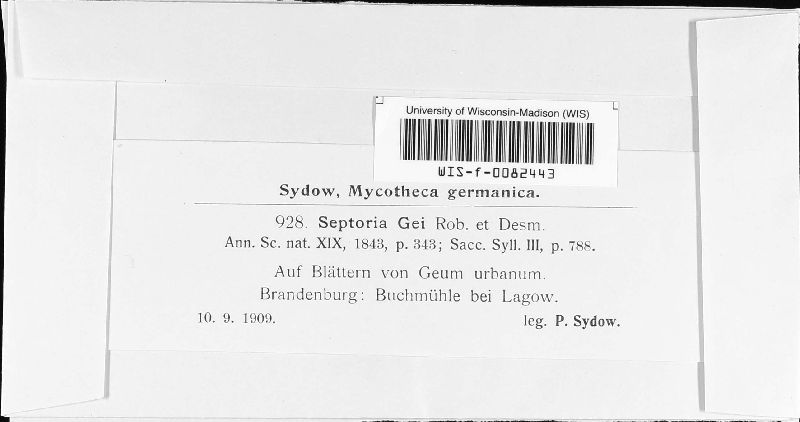 University of Wisconsin-Madison (WIS)
WIS-f-0082443
Sydow, Mycotheca germanica.
928. Septoria Gei Rob. et Desm.
Ann. Sc. nat. XIX, 1843, p. 343; Sacc. Syll. III, p. 788.
Auf Blättern von Geum urbanum.
Brandenburg: Buchmühle bei Lagow.
10. 9. 1909. leg. P. Sydow.